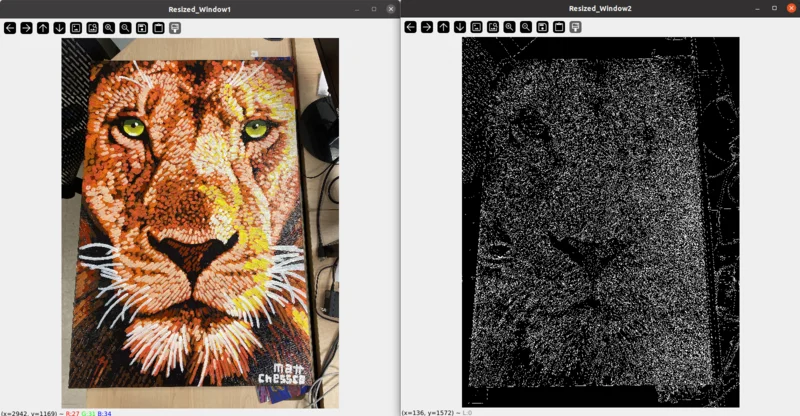 Resized_Window1
Resized_Window2
matt
chessco
(x=2942, y=1169) ~ R:27 G:31 B:34
(x=136, y=1572) ~ L:0